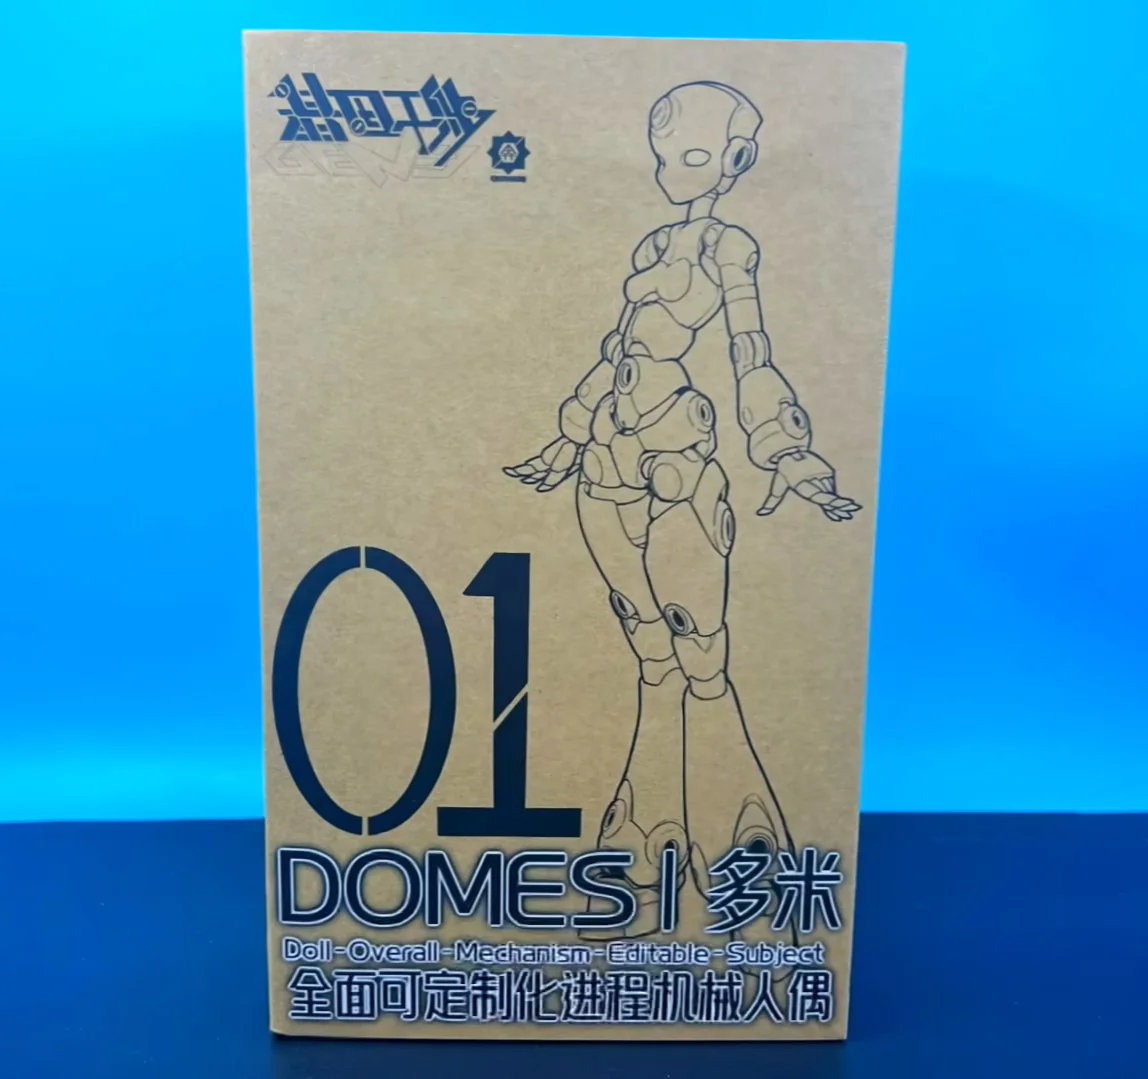 01
DOMES | 多米
Doll-Overall-Mechanism-Editable-Subject
全面可定制化进程机械人偶